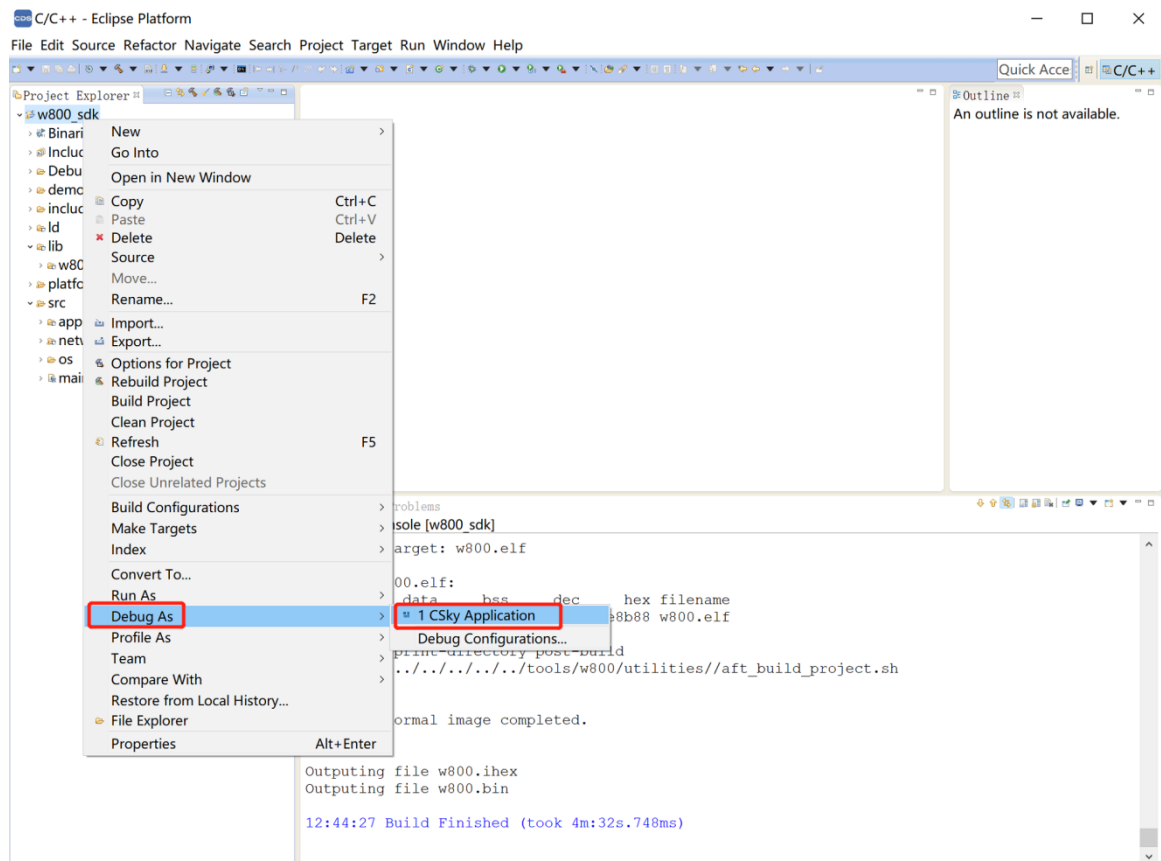 CDS C/C++ - Eclipse Platform
File Edit Source Refactor Navigate Search Project Target Run Window Help
Quick Acce C/C++
Project Explorer
w800_sdk
Binari
Includ
Debu
demo
includ
ld
lib
w80
platfo
src
app
netw
os
mai
New
Go Into
Open in New Window
Copy Ctrl+C
Paste Ctrl+V
Delete Delete
Source
Move...
Rename... F2
Import...
Export...
Options for Project
Rebuild Project
Build Project
Clean Project
Refresh F5
Close Project
Close Unrelated Projects
Build Configurations
Make Targets
Index
Convert To...
Run As
Debug As
Profile As
Team
Compare With
Restore from Local History...
File Explorer
Properties Alt+Enter
1 CSky Application
Debug Configurations...
Outline
An outline is not available.
roblems
sole [w800_sdk]
arget: w800.elf
00.elf:
data bss dec hex filename
e8b88 w800.elf
print-directory post-build
../../../../../tools/w800/utilities//aft_build_project.sh
ormal image completed.
Outputing file w800.ihex
Outputing file w800.bin
12:44:27 Build Finished (took 4m:32s.748ms)